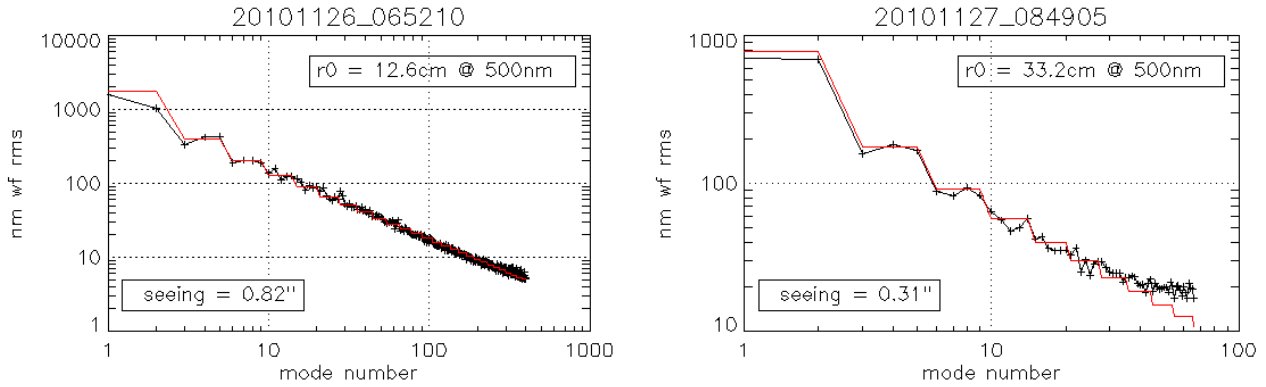 20101126_065210
10000
1000
100
10
1
nm wf rms
r0 = 12.6cm @ 500nm
seeing = 0.82"
1
10
100
1000
mode number
20101127_084905
1000
100
10
nm wf rms
r0 = 33.2cm @ 500nm
seeing = 0.31"
1
10
100
mode number